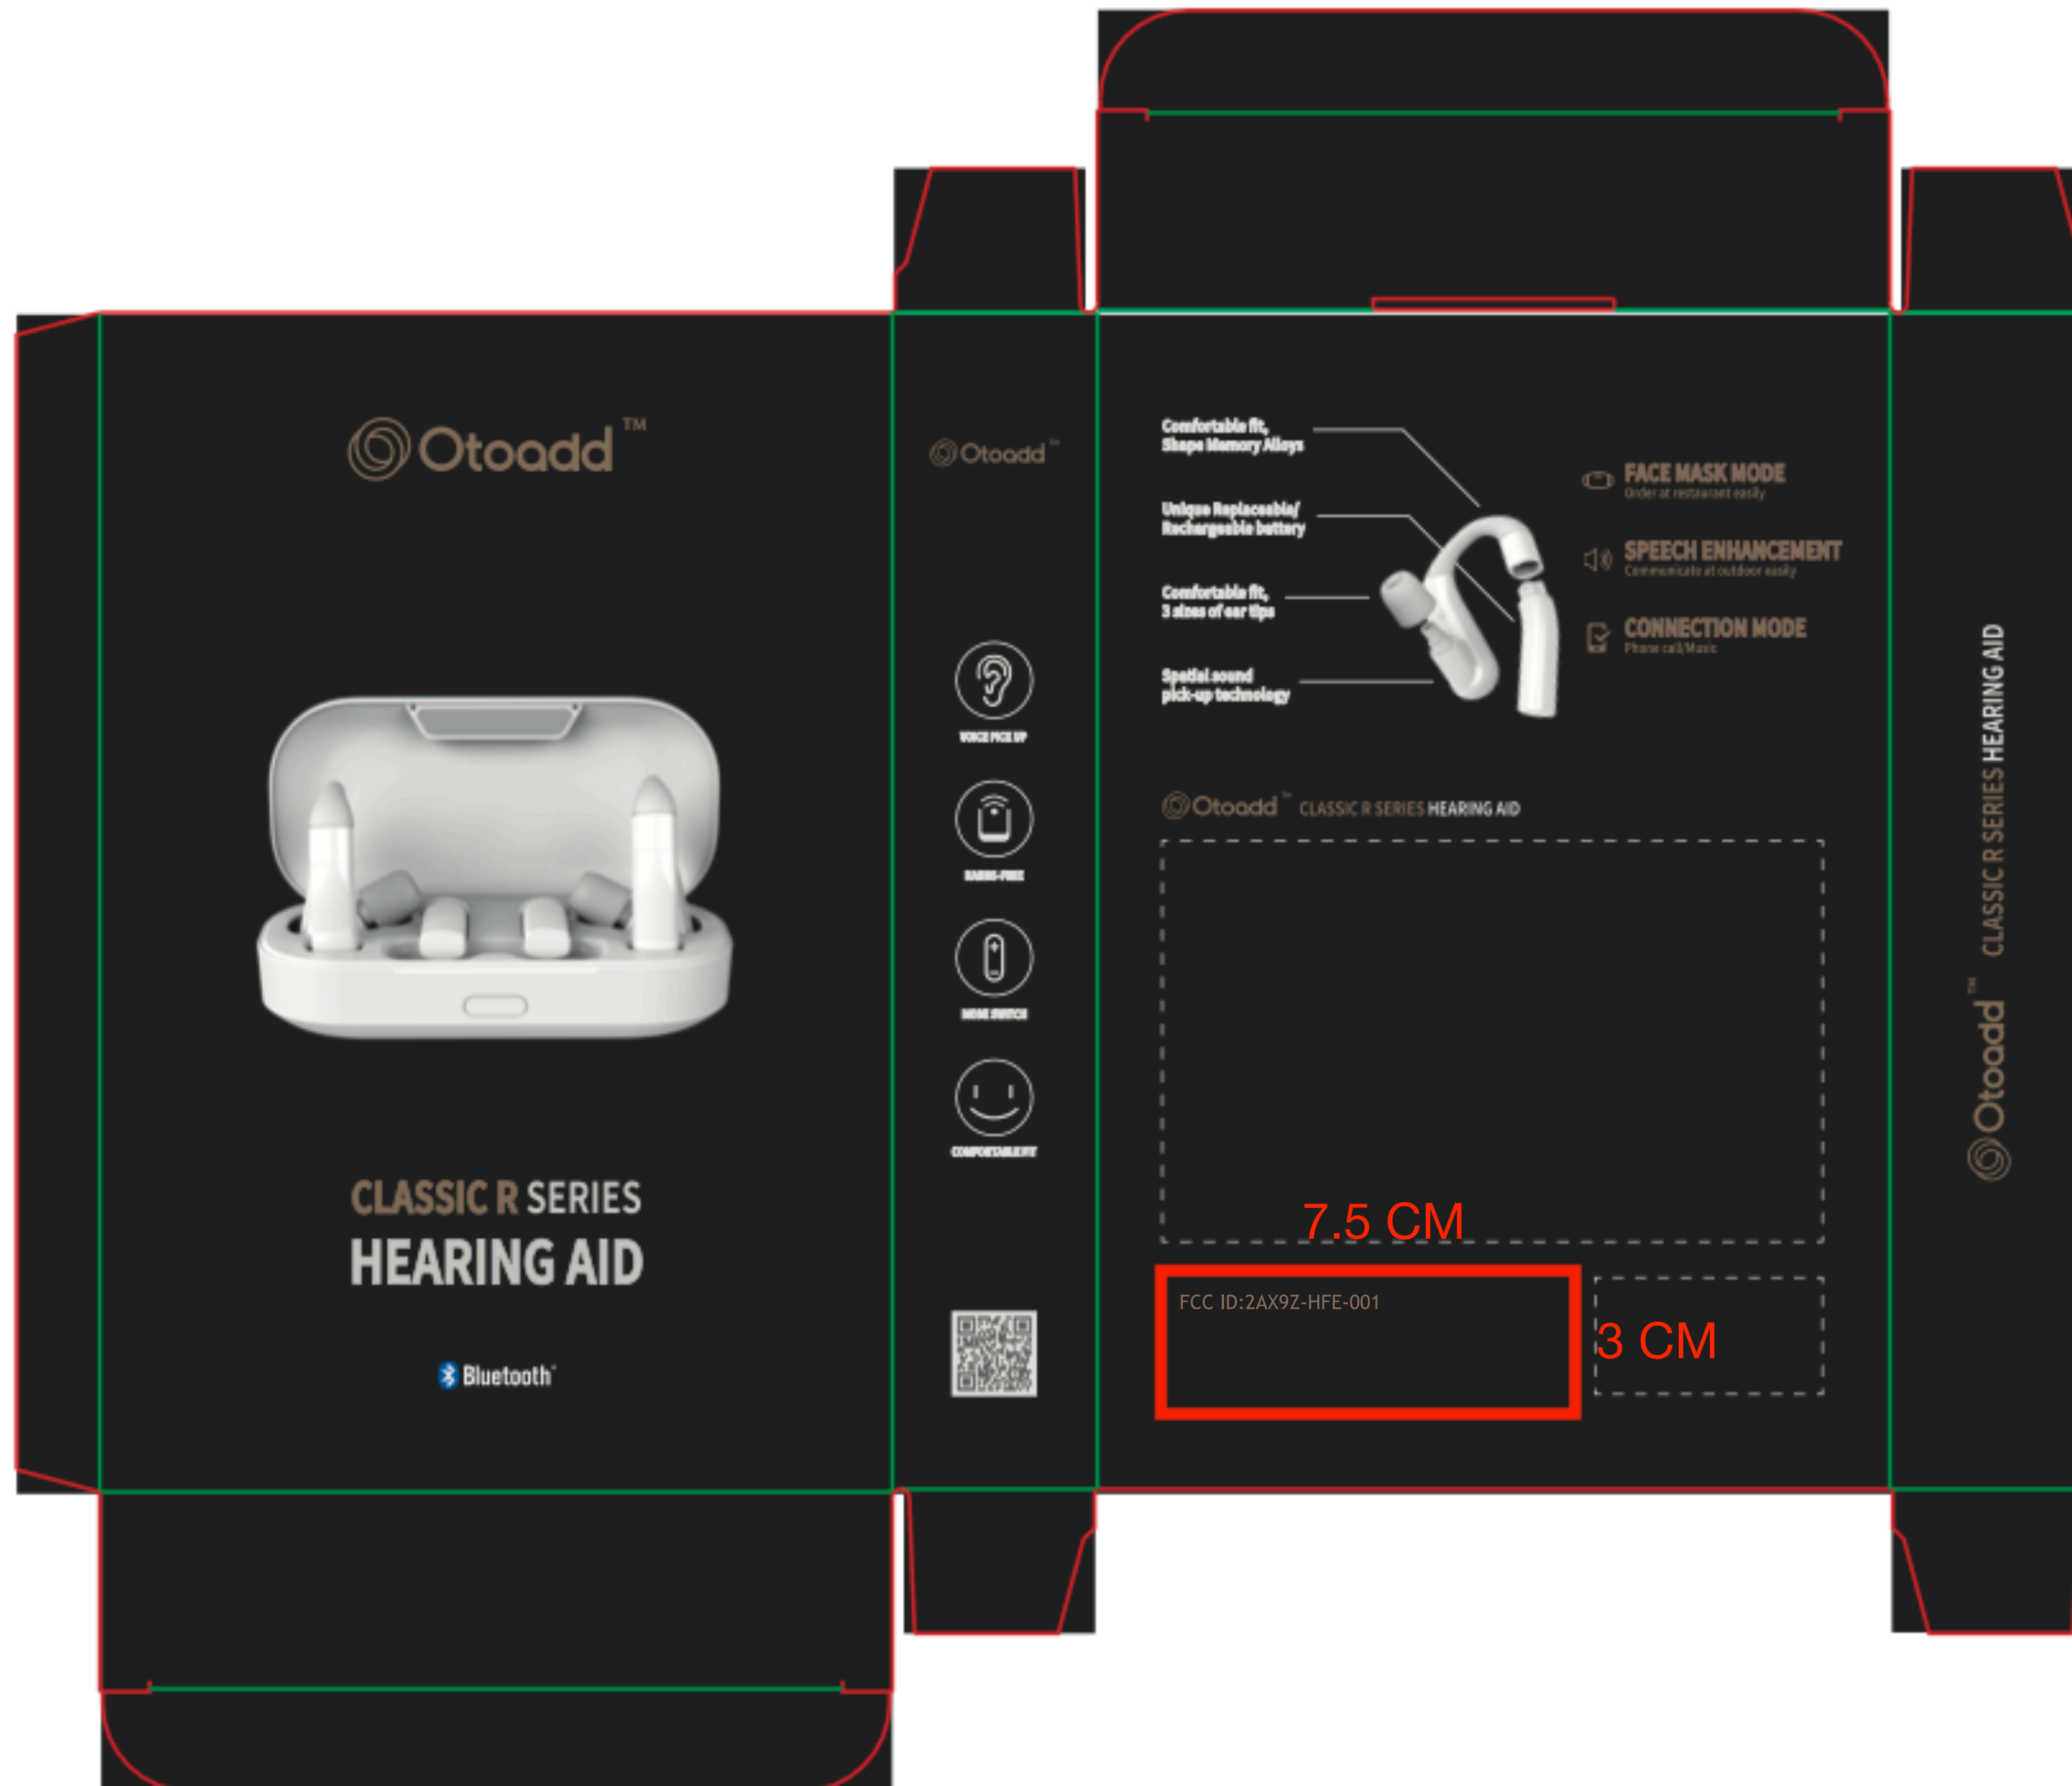 Otoadd™
CLASSIC R SERIES
HEARING AID
Bluetooth®
Otoadd™
VOICE PICK UP
HANDS-FREE
MODE SWITCH
COMFORTABLE FIT
Comfortable fit,
Shape Memory Alloys
Unique Replaceable/
Rechargeable battery
Comfortable fit,
3 sizes of ear tips
Spatial sound
pick-up technology
FACE MASK MODE
Order at restaurant easily
SPEECH ENHANCEMENT
Communicate at outdoor easily
CONNECTION MODE
Phone call/Music
Otoadd™ CLASSIC R SERIES HEARING AID
7.5 CM
FCC ID:2AX9Z-HFE-001
3 CM
Otoadd™ CLASSIC R SERIES HEARING AID